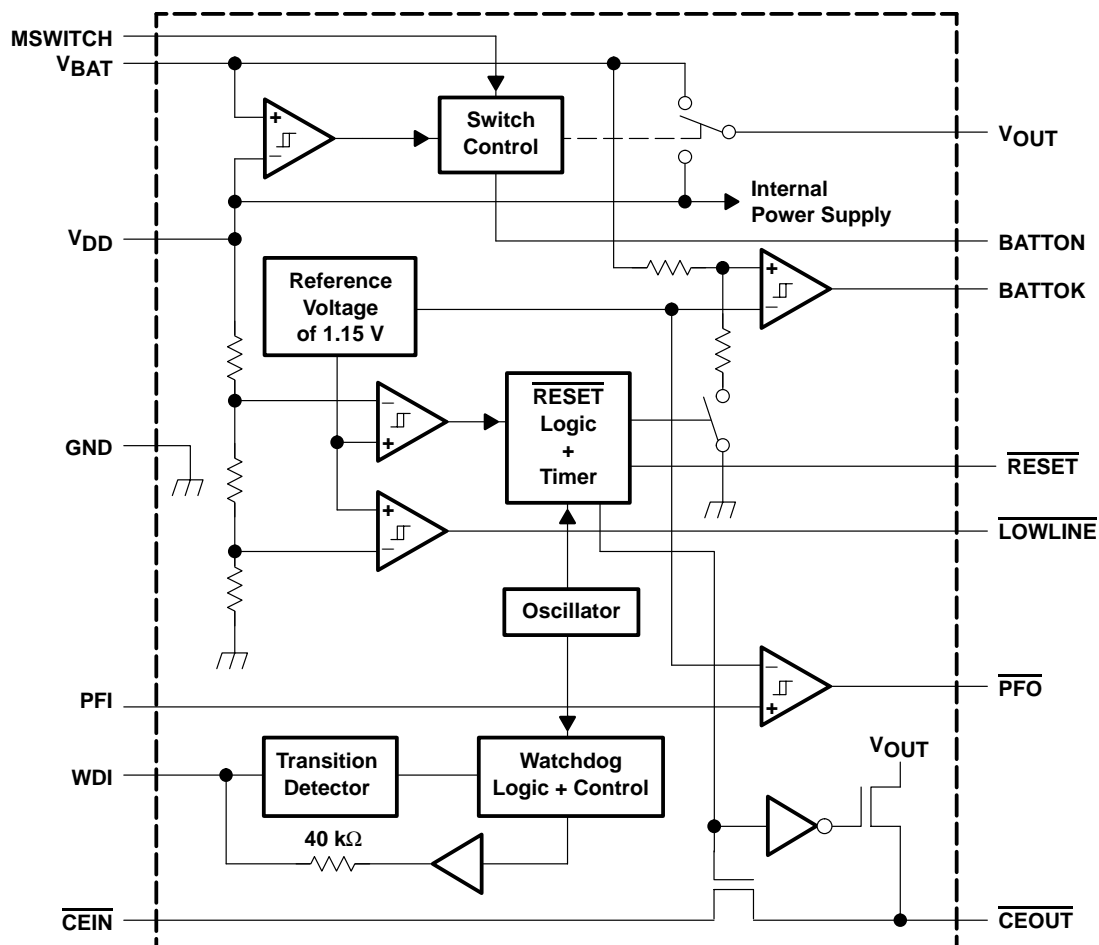 MSWITCH
VBAT
+
−
Switch
Control
VOUT
Internal
Power Supply
VDD
BATTON
Reference
Voltage
of 1.15 V
+
−
BATTOK
−
+
RESET
Logic
+
Timer
GND
RESET
+
−
LOWLINE
Oscillator
−
+
PFO
PFI
VOUT
WDI
Transition
Detector
Watchdog
Logic + Control
40 kΩ
CEIN
CEOUT